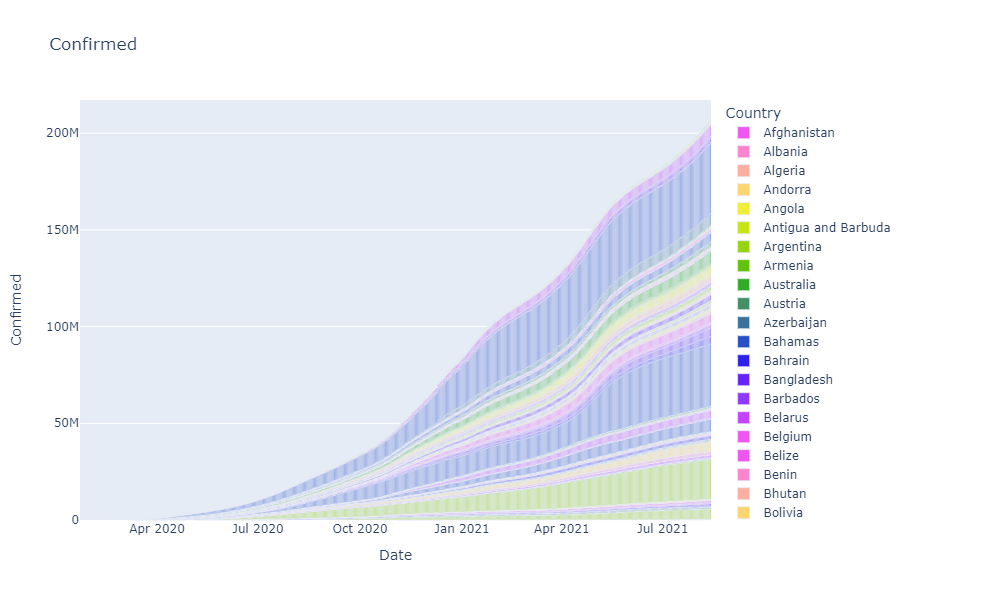 Confirmed
Confirmed
200M
150M
100M
50M
0
Apr 2020
Jul 2020
Oct 2020
Jan 2021
Apr 2021
Jul 2021
Date
Country
Afghanistan
Albania
Algeria
Andorra
Angola
Antigua and Barbuda
Argentina
Armenia
Australia
Austria
Azerbaijan
Bahamas
Bahrain
Bangladesh
Barbados
Belarus
Belgium
Belize
Benin
Bhutan
Bolivia